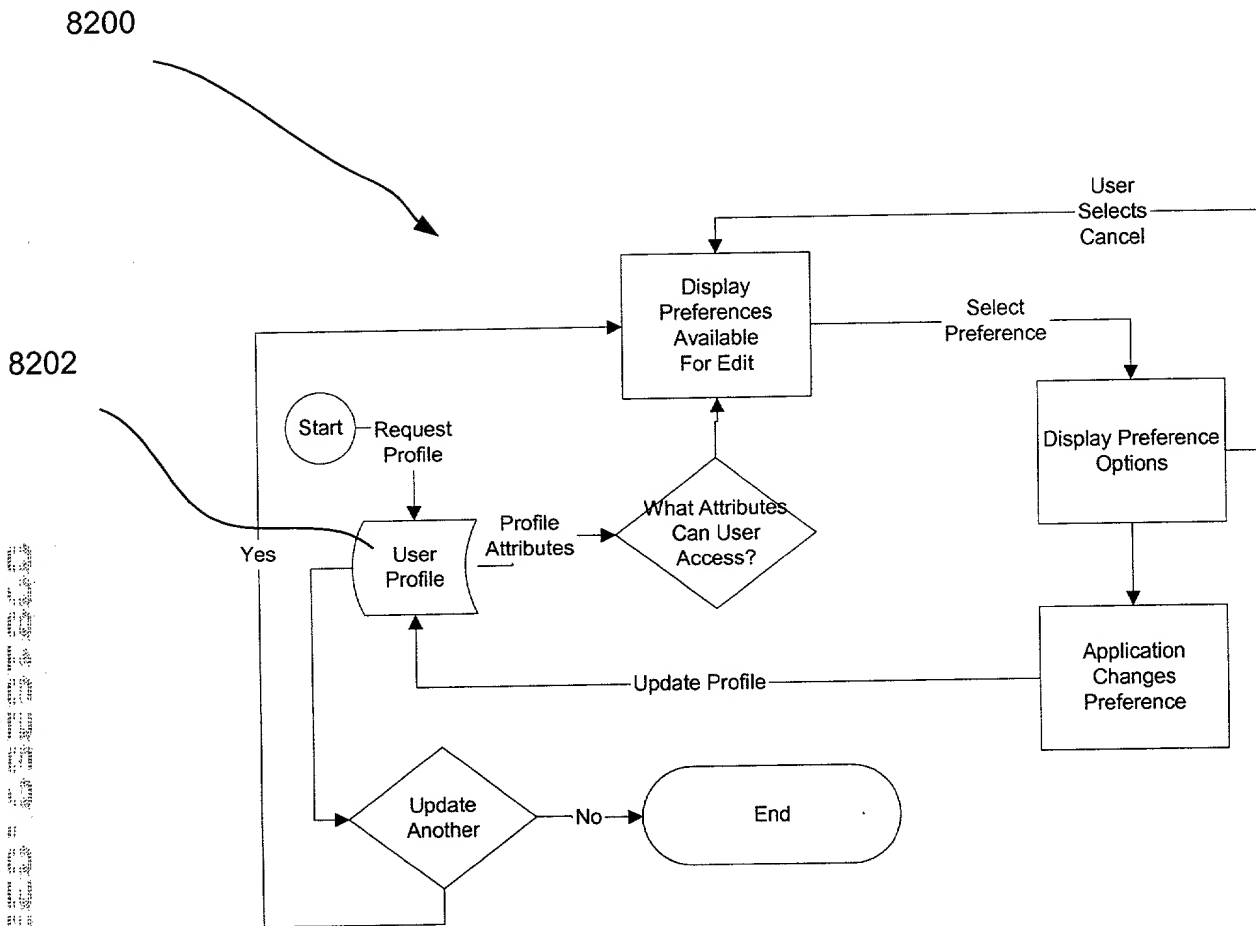 8200
User
Selects
Cancel
Display
Preferences
Available
For Edit
Select
Preference
8202
Start
Request
Profile
Display Preference
Options
What Attributes
Can User
Access?
Profile
Attributes
User
Profile
Yes
Application
Changes
Preference
Update Profile
Update
Another
No
End